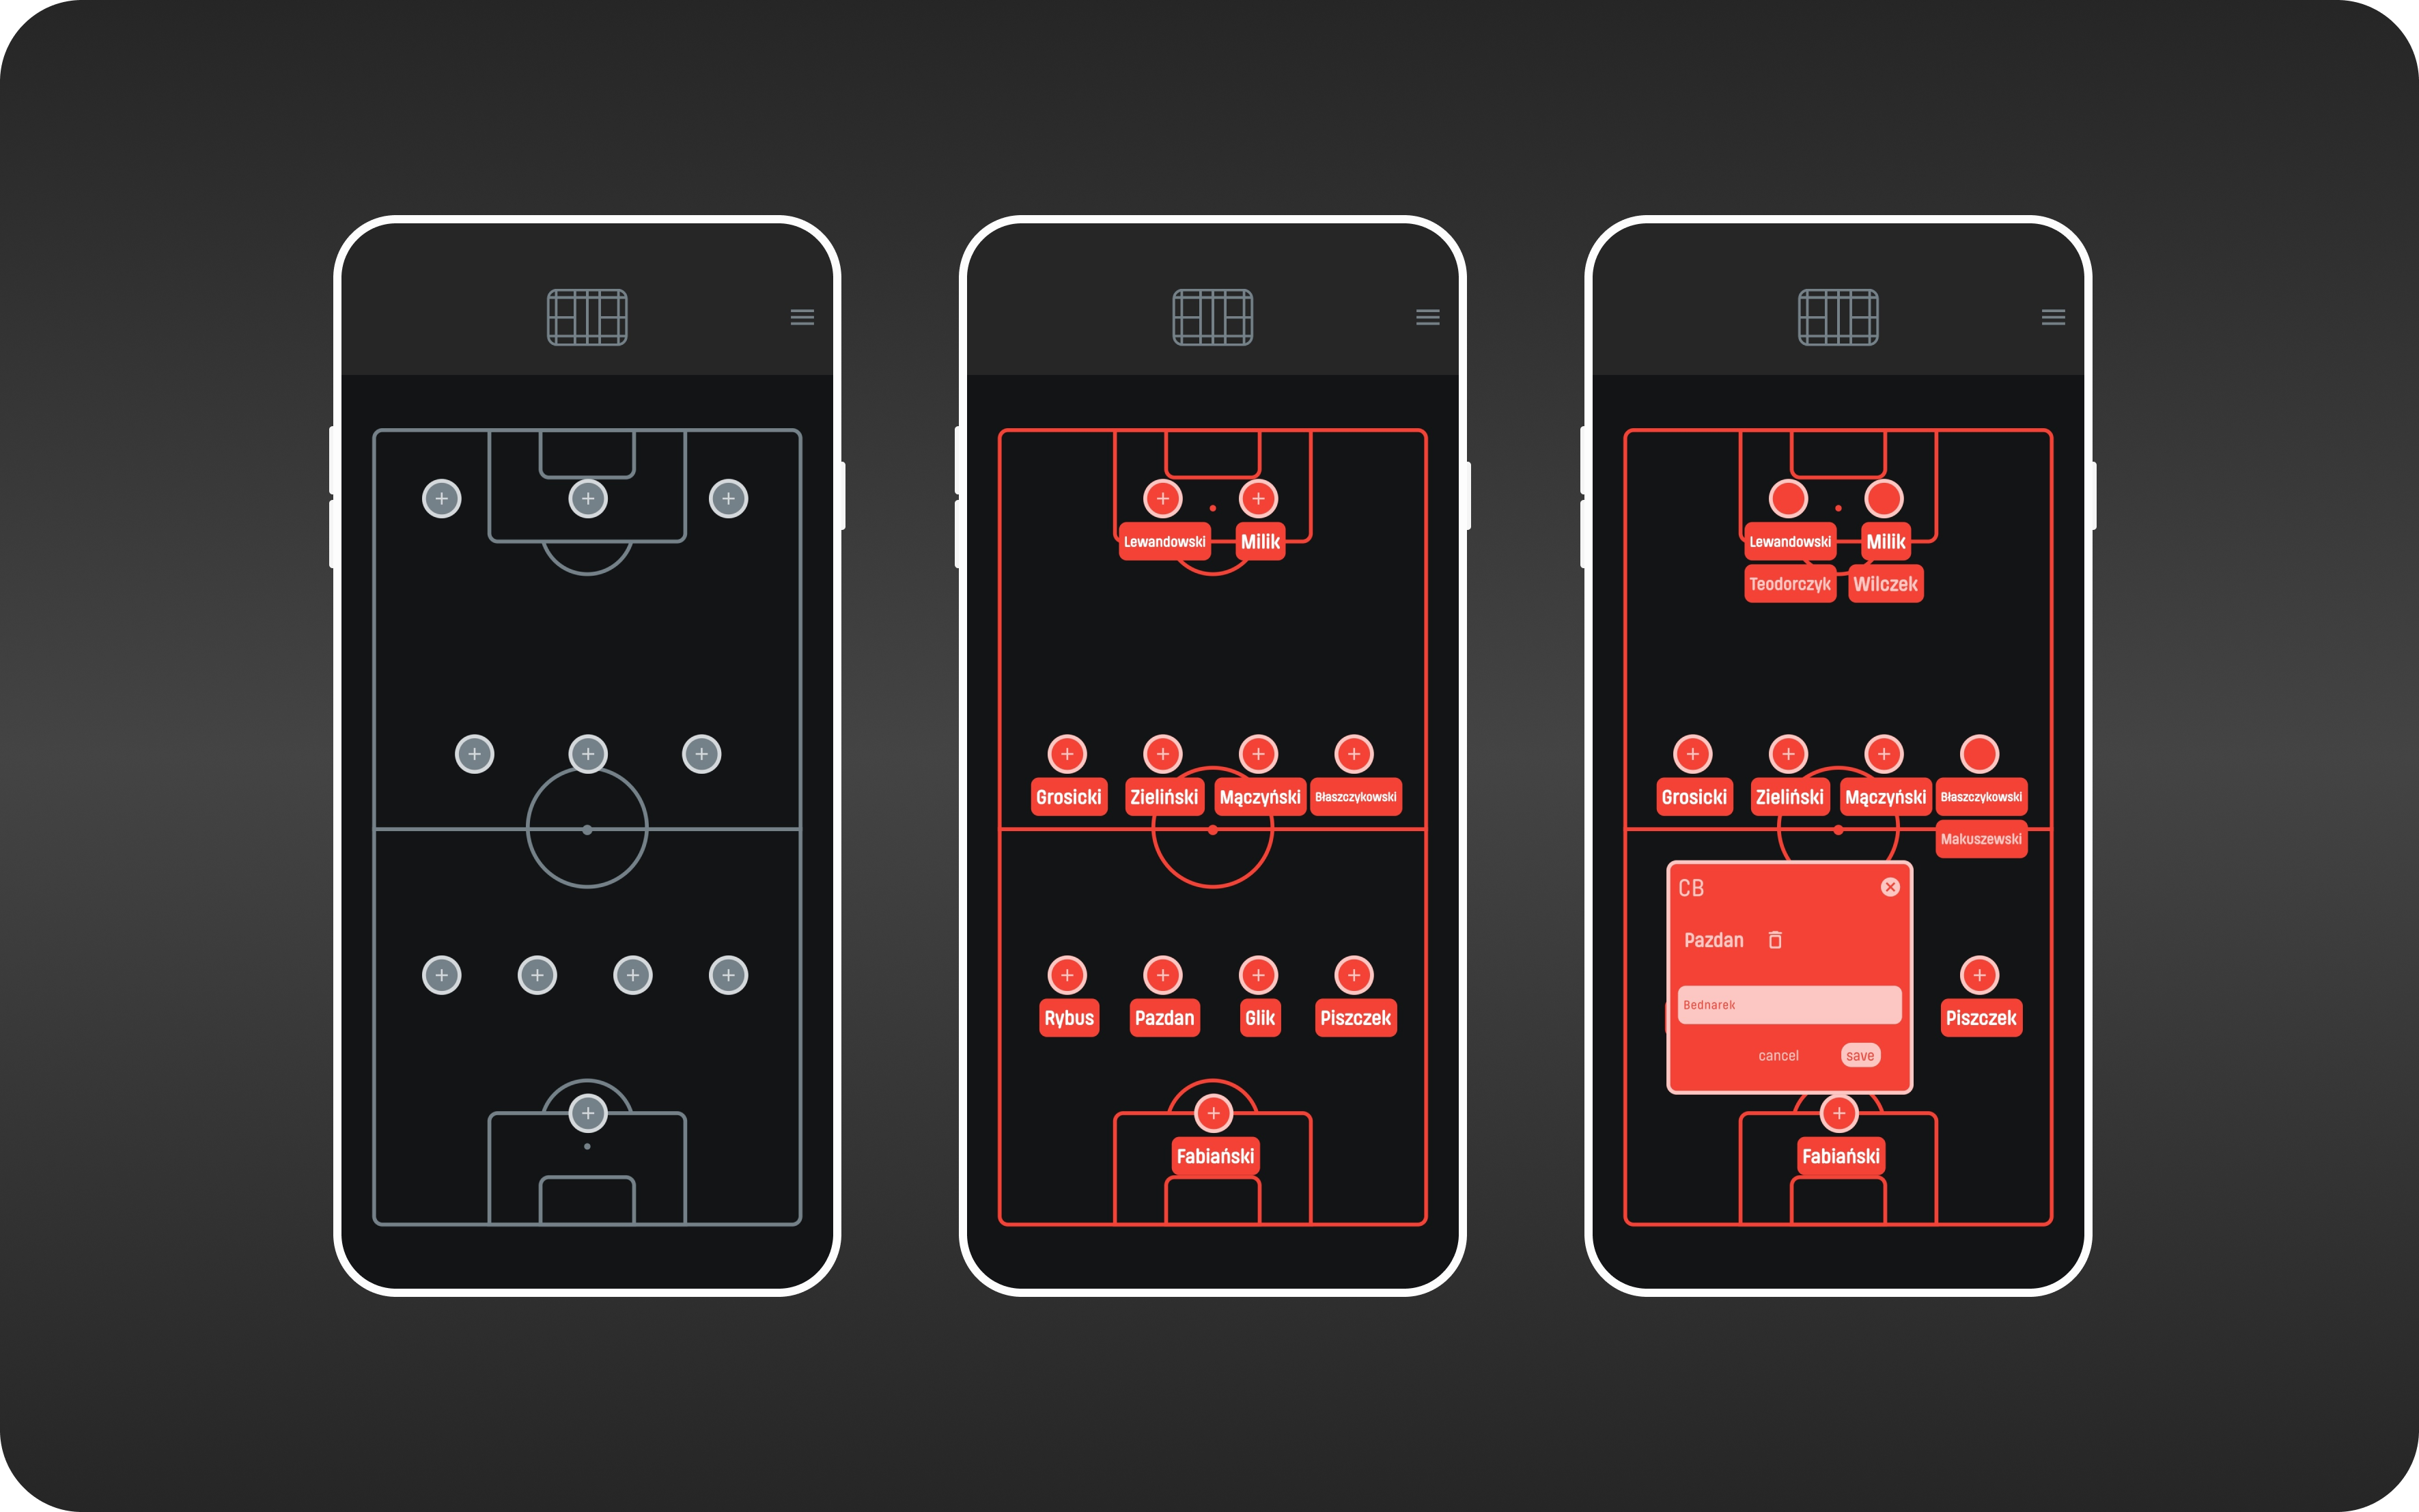 Lewandowski Milik
Grosicki Zieliński Mączyński Błaszczykowski
Rybus Pazdan Glik Piszczek
Fabiański
Lewandowski Milik
Teodorczyk Wilczek
Grosicki Zieliński Mączyński Błaszczykowski
Makuszewski
CB
Pazdan
Bednarek
cancel save
Piszczek
Fabiański